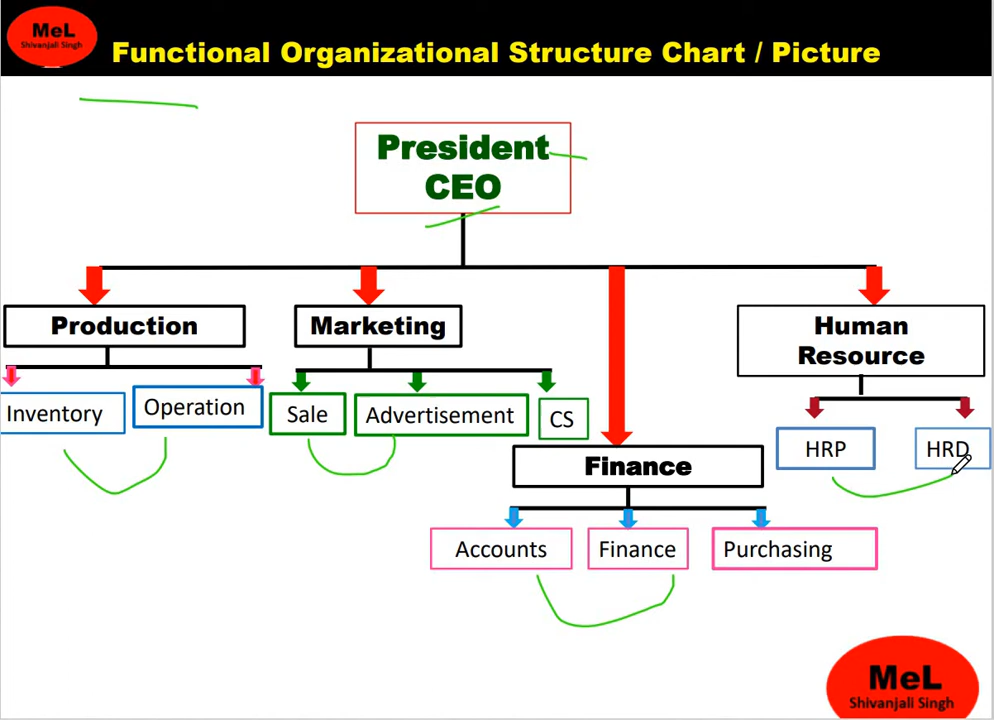 MeL
Shivanjali Singh
Functional Organizational Structure Chart / Picture
President
CEO
Production
Marketing
Human
Resource
Inventory
Operation
Sale
Advertisement
CS
HRP
HRD
Finance
Accounts
Finance
Purchasing
MeL
Shivanjali Singh